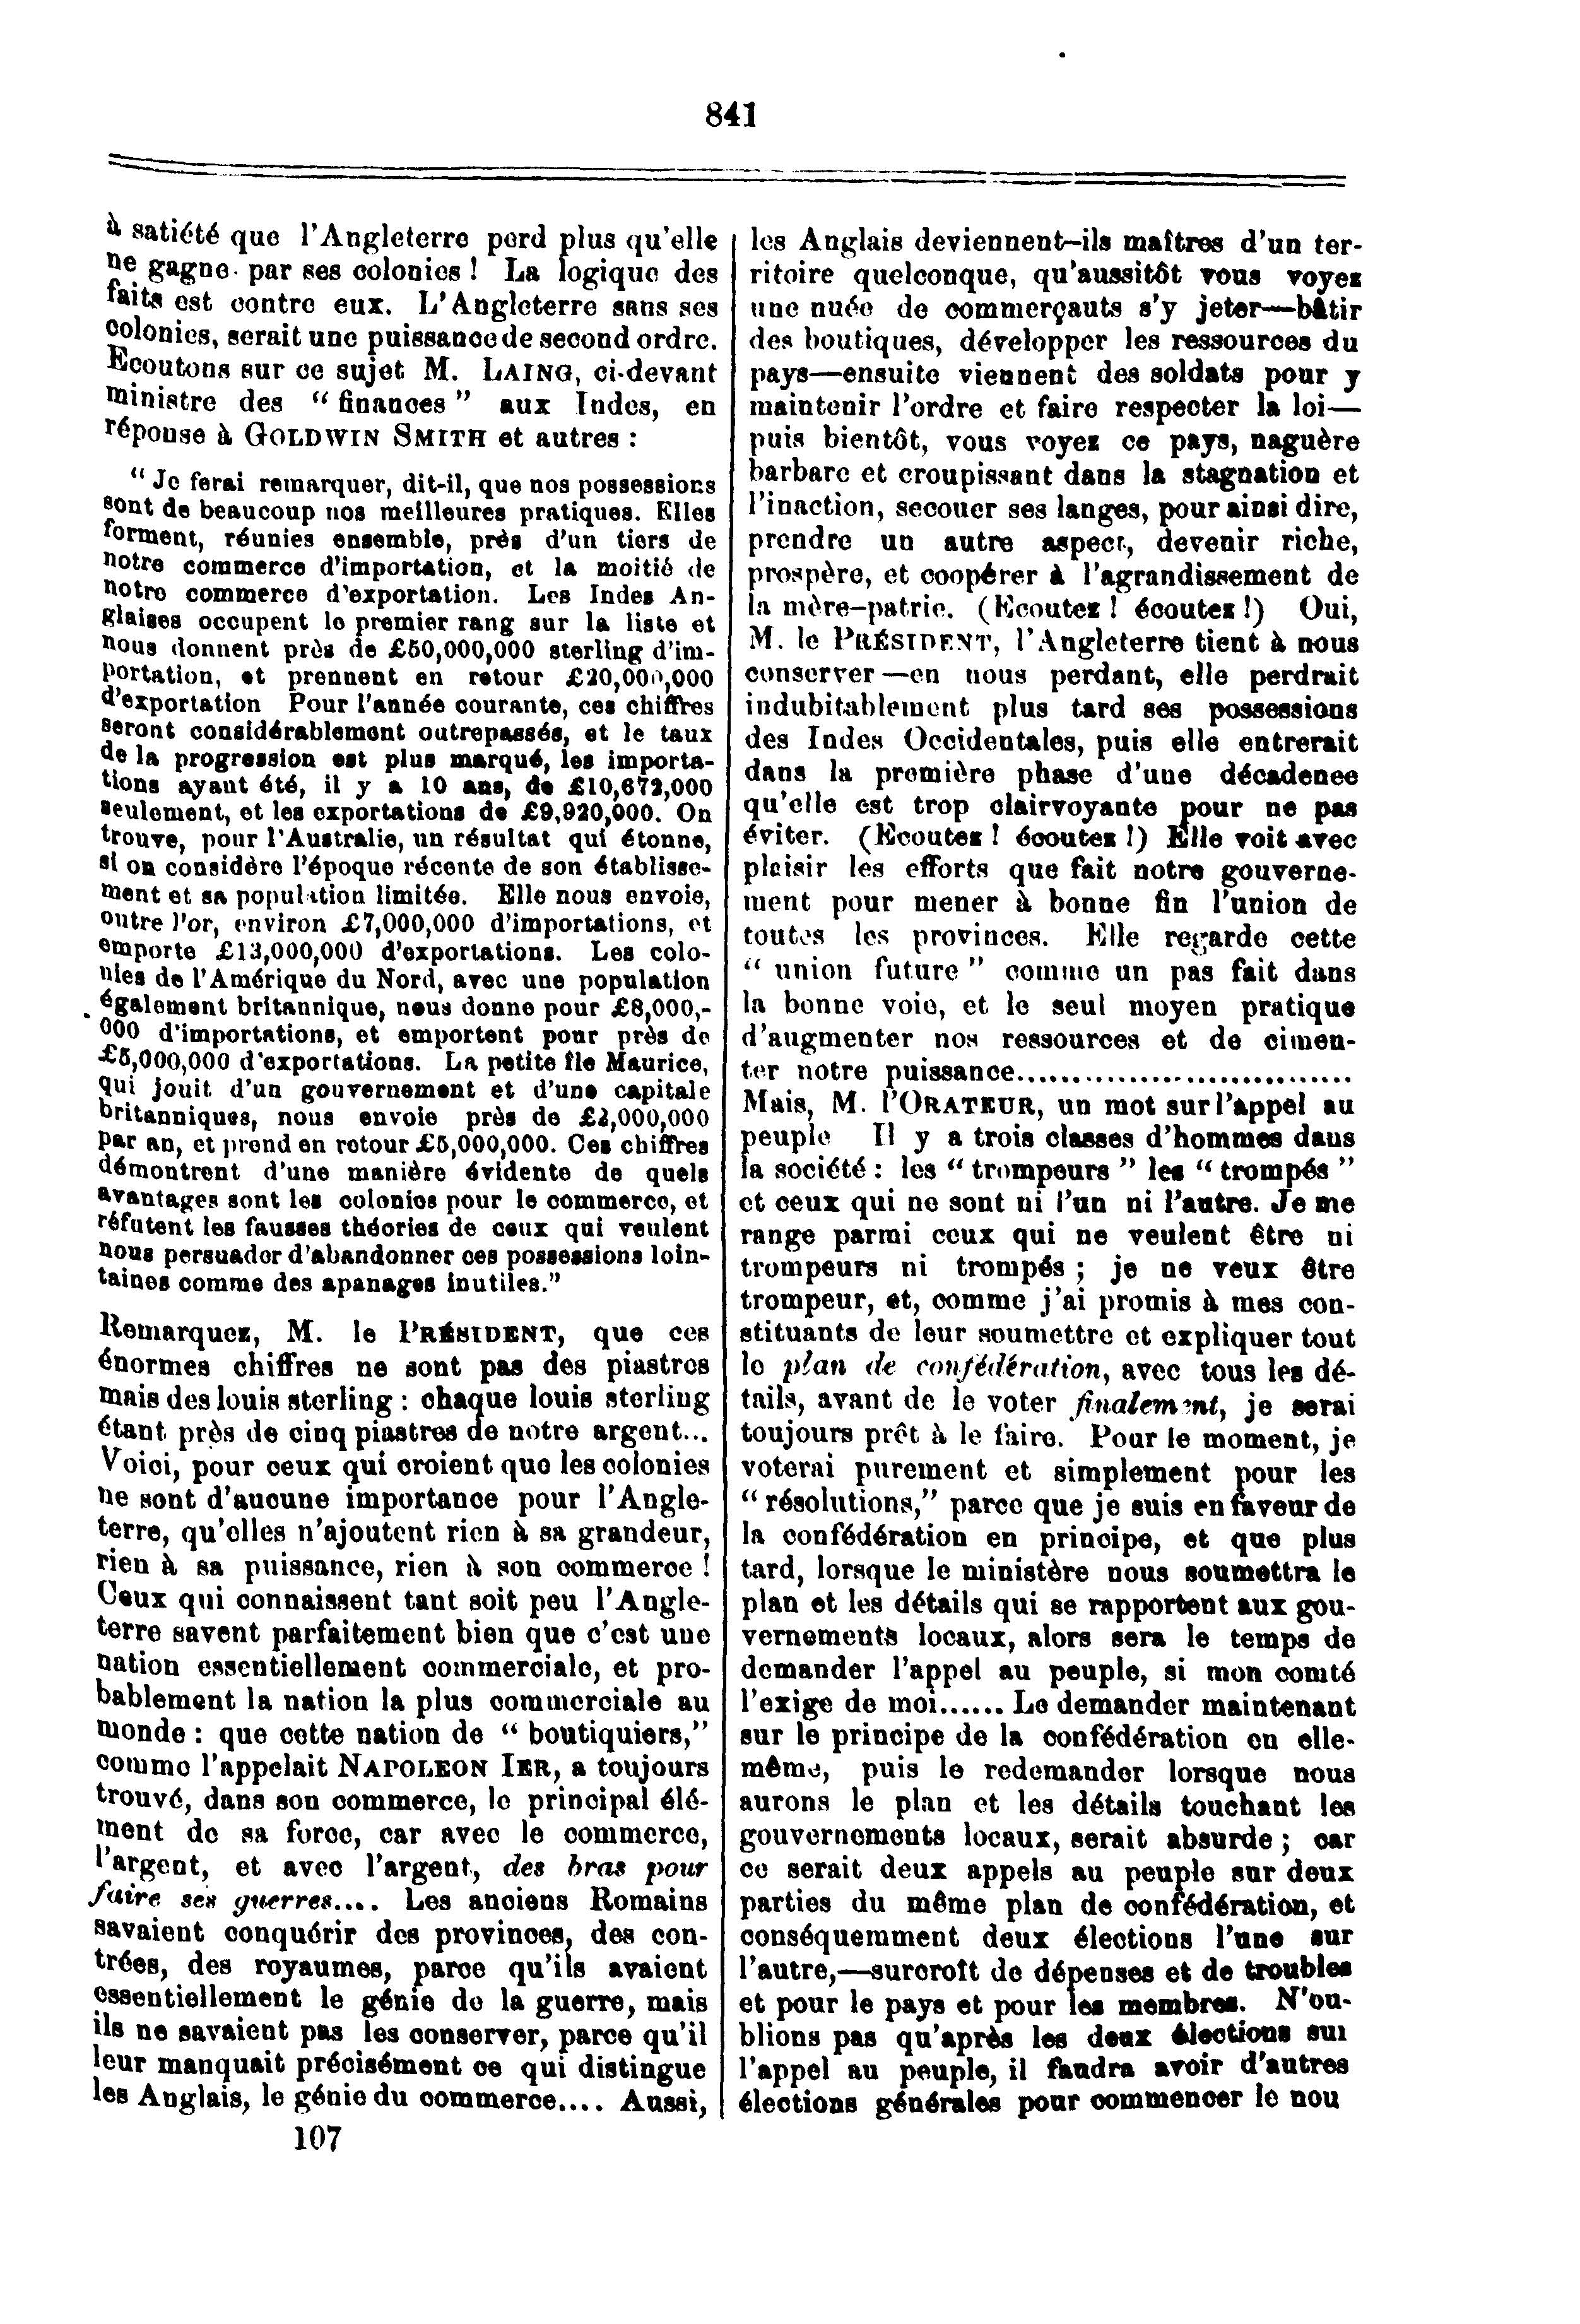 841
à satiété que l'Angleterre perd plus qu'elle
ne gagne par ses colonies ! La logique des
faits est contre eux. L'Angleterre sans ses
colonies, serait une puissance de second ordre.
Ecoutons sur ce sujet M. LAING, ci-devant
ministre des “ finances ” aux Indes, en
réponse à GOLDWIN SMITH et autres :
“ Je ferai remarquer, dit-il, que nos possessions
sont de beaucoup nos meilleures pratiques. Elles
forment, réunies ensemble, près d'un tiers de
notre commerce d'importation, et la moitié de
notre commerce d'exportation. Les Indes An-
glaises occupent le premier rang sur la liste et
nous donnent près de £50,000,000 sterling d'im-
portation, et prennent en retour £20,000,000
d'exportation Pour l'année courante, ces chiffres
seront considérablement outrepassés, et le taux
de la progression est plus marqué, les importa-
tions ayant été, il y a 10 ans, de £10,672,000
seulement, et les exportations de £9,920,000. On
trouve, pour l'Australie, un résultat qui étonne,
si on considère l'époque récente de son établisse-
ment et sa population limitée. Elle nous envoie,
outre l'or, environ £7,000,000 d'importations, et
emporte £13,000,000 d'exportations. Les colo-
nies de l'Amérique du Nord, avec une population
également britannique, nous donne pour £8,000,-
000 d'importations, et emportent pour près de
£5,000,000 d'exportations. La petite île Maurice,
qui jouit d'un gouvernement et d'une capitale
britanniques, nous envoie près de £2,000,000
par an, et prend en retour £5,000,000. Ces chiffres
démontrent d'une manière évidente de quels
avantages sont les colonies pour le commerce, et
réfutent les fausses théories de ceux qui veulent
nous persuader d'abandonner ces possessions loin-
taines comme des apanages inutiles.”
Remarquez, M. le PRÉSIDENT, que ces
énormes chiffres ne sont pas des piastres
mais des louis sterling : chaque louis sterling
étant près de cinq piastres de notre argent...
Voici, pour ceux qui croient que les colonies
ne sont d'aucune importance pour l'Angle-
terre, qu'elles n'ajoutent rien à sa grandeur,
rien à sa puissance, rien à son commerce !
Ceux qui connaissent tant soit peu l'Angle-
terre savent parfaitement bien que c'est une
nation essentiellement commerciale, et pro-
bablement la nation la plus commerciale au
monde : que cette nation de “ boutiquiers,”
comme l'appelait NAPOLEON IER, a toujours
trouvé, dans son commerce, le principal élé-
ment de sa force, car avec le commerce,
l'argent, et avec l'argent, des bras pour
faire ses guerres.... Les anciens Romains
savaient conquérir des provinces, des con-
trées, des royaumes, parce qu'ils avaient
essentiellement le génie de la guerre, mais
ils ne savaient pas les conserver, parce qu'il
leur manquait précisément ce qui distingue
les Anglais, le génie du commerce.... Aussi,
107
les Anglais deviennent-ils maîtres d'un ter-
ritoire quelconque, qu'aussitôt vous voyez
une nuée de commerçauts s'y jeter—bâtir
des boutiques, développer les ressources du
pays—ensuite viennent des soldats pour y
maintenir l'ordre et faire respecter la loi—
puis bientôt, vous voyez ce pays, naguère
barbare et croupissant dans la stagnation et
l'inaction, secouer ses langes, pour ainsi dire,
prendre un autre aspect, devenir riche,
prospère, et coopérer à l'agrandissement de
la mère-patrie. (Ecoutez ! écoutez !) Oui,
M. le PRÉSIDENT, l'Angleterre tient à nous
conserver—en nous perdant, elle perdrait
indubitablement plus tard ses possessions
des Indes Occidentales, puis elle entrerait
dans la première phase d'une décadence
qu'elle est trop clairvoyante pour ne pas
éviter. (Ecoutez ! écoutez !) Elle voit avec
plaisir les efforts que fait notre gouverne-
ment pour mener à bonne fin l'union de
toutes les provinces. Elle regarde cette
“ union future ” comme un pas fait dans
la bonne voie, et le seul moyen pratique
d'augmenter nos ressources et de cimen-
ter notre puissance..............................
Mais, M. l'ORATEUR, un mot sur l'appel au
peuple Il y a trois classes d'hommes dans
la société : les “ trompeurs ” les “ trompés ”
et ceux qui ne sont ni l'un ni l'autre. Je me
range parmi ceux qui ne veulent être ni
trompeurs ni trompés ; je ne veux être
trompeur, et, comme j'ai promis à mes con-
stituants de leur soumettre et expliquer tout
le plan de confédération, avec tous les dé-
tails, avant de le voter finalement, je serai
toujours prêt à le faire. Pour le moment, je
voterai purement et simplement pour les
“ résolutions,” parce que je suis en faveur de
la confédération en principe, et que plus
tard, lorsque le ministère nous soumettra le
plan et les détails qui se rapportent aux gou-
vernements locaux, alors sera le temps de
demander l'appel au peuple, si mon comté
l'exige de moi...... Le demander maintenant
sur le principe de la confédération en elle-
même, puis le redemander lorsque nous
aurons le plan et les détails touchant les
gouvernements locaux, serait absurde ; car
ce serait deux appels au peuple sur deux
parties du même plan de confédération, et
conséquemment deux élections l'une sur
l'autre,—surcroît de dépenses et de troubles
et pour le pays et pour les membres. N'ou-
blions pas qu'après les deux élections sur
l'appel au peuple, il faudra avoir d'autres
élections générales pour commencer le nou